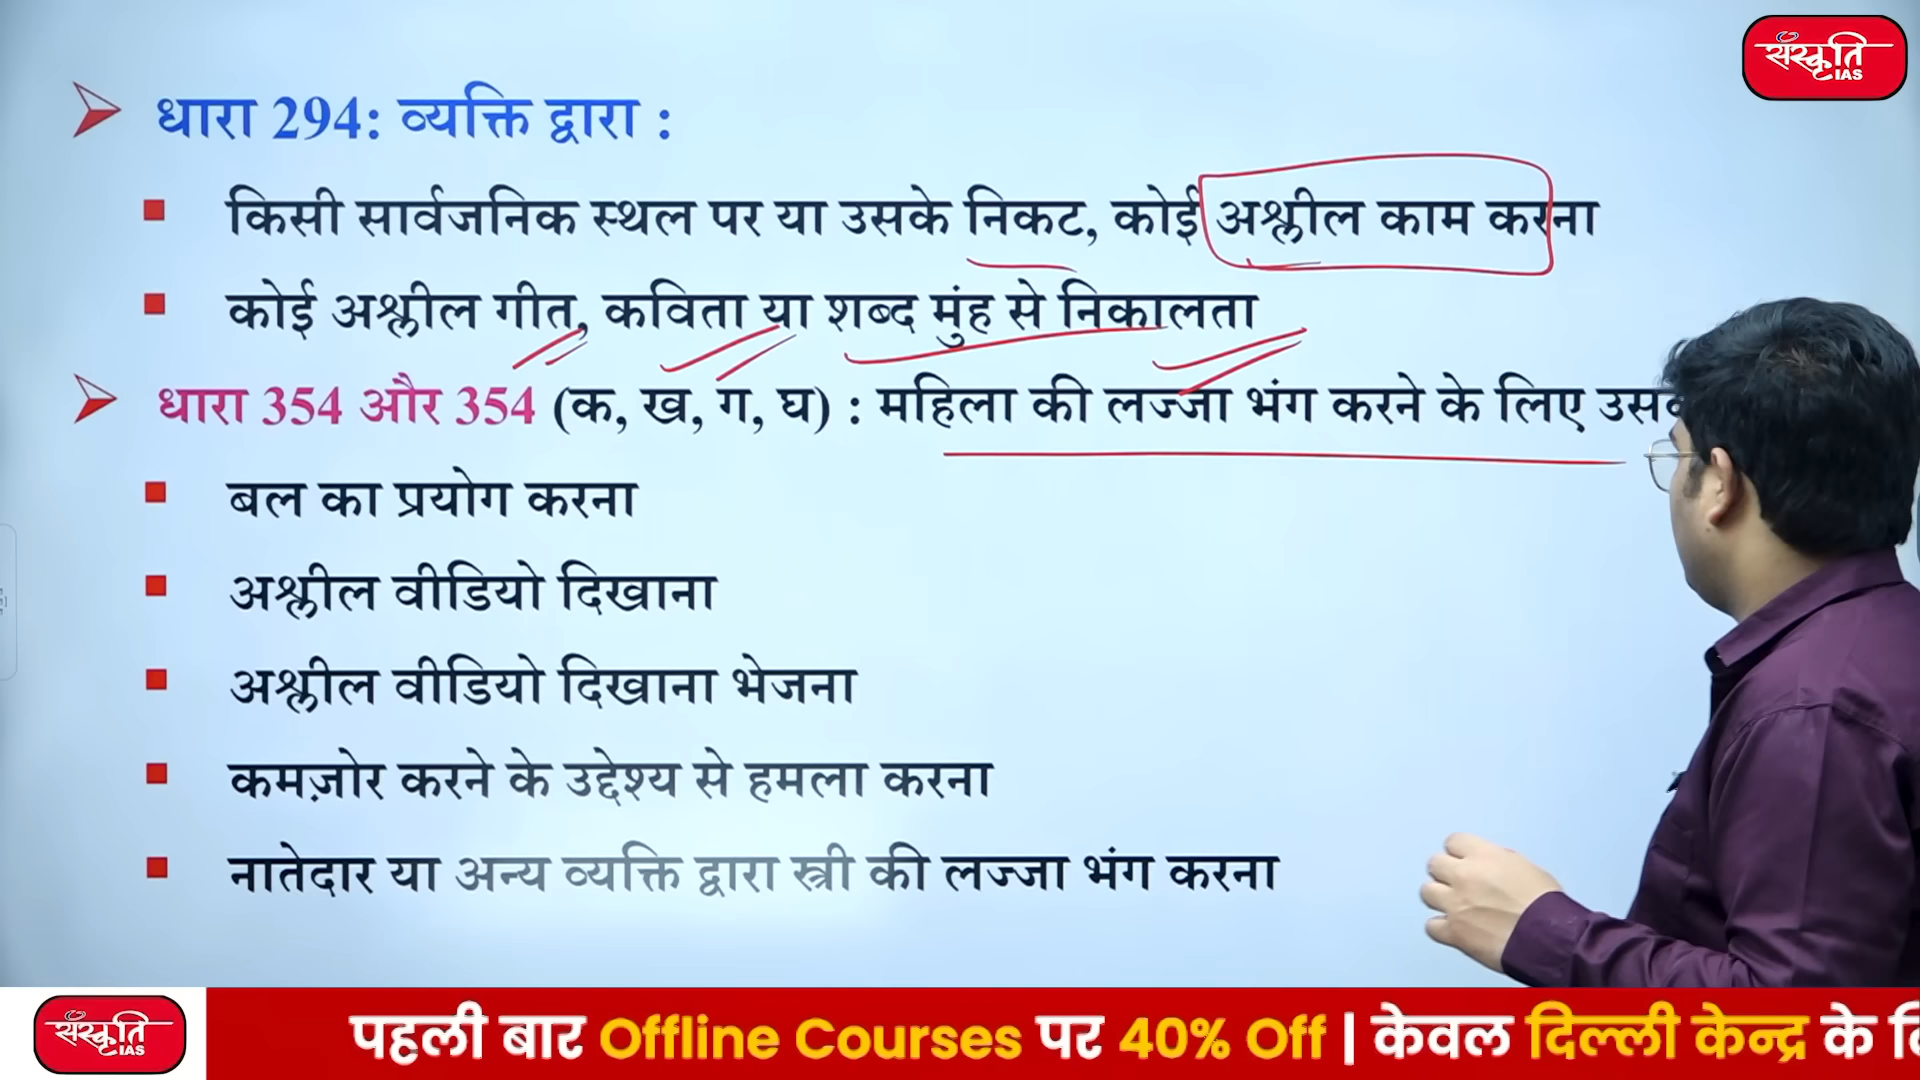 संस्कृति
IAS
धारा 294: व्यक्ति द्वारा :
किसी सार्वजनिक स्थल पर या उसके निकट, कोई अश्लील काम करना
कोई अश्लील गीत, कविता या शब्द मुंह से निकालता
धारा 354 और 354 (क, ख, ग, घ) : महिला की लज्जा भंग करने के लिए
बल का प्रयोग करना
अश्लील वीडियो दिखाना
अश्लील वीडियो दिखाना भेजना
कमज़ोर करने के उद्देश्य से हमला करना
नातेदार या अन्य व्यक्ति द्वारा स्त्री की लज्जा भंग करना
संस्कृति
IAS
पहली बार Offline Courses पर 40% Off | केवल दिल्ली केन्द्र के